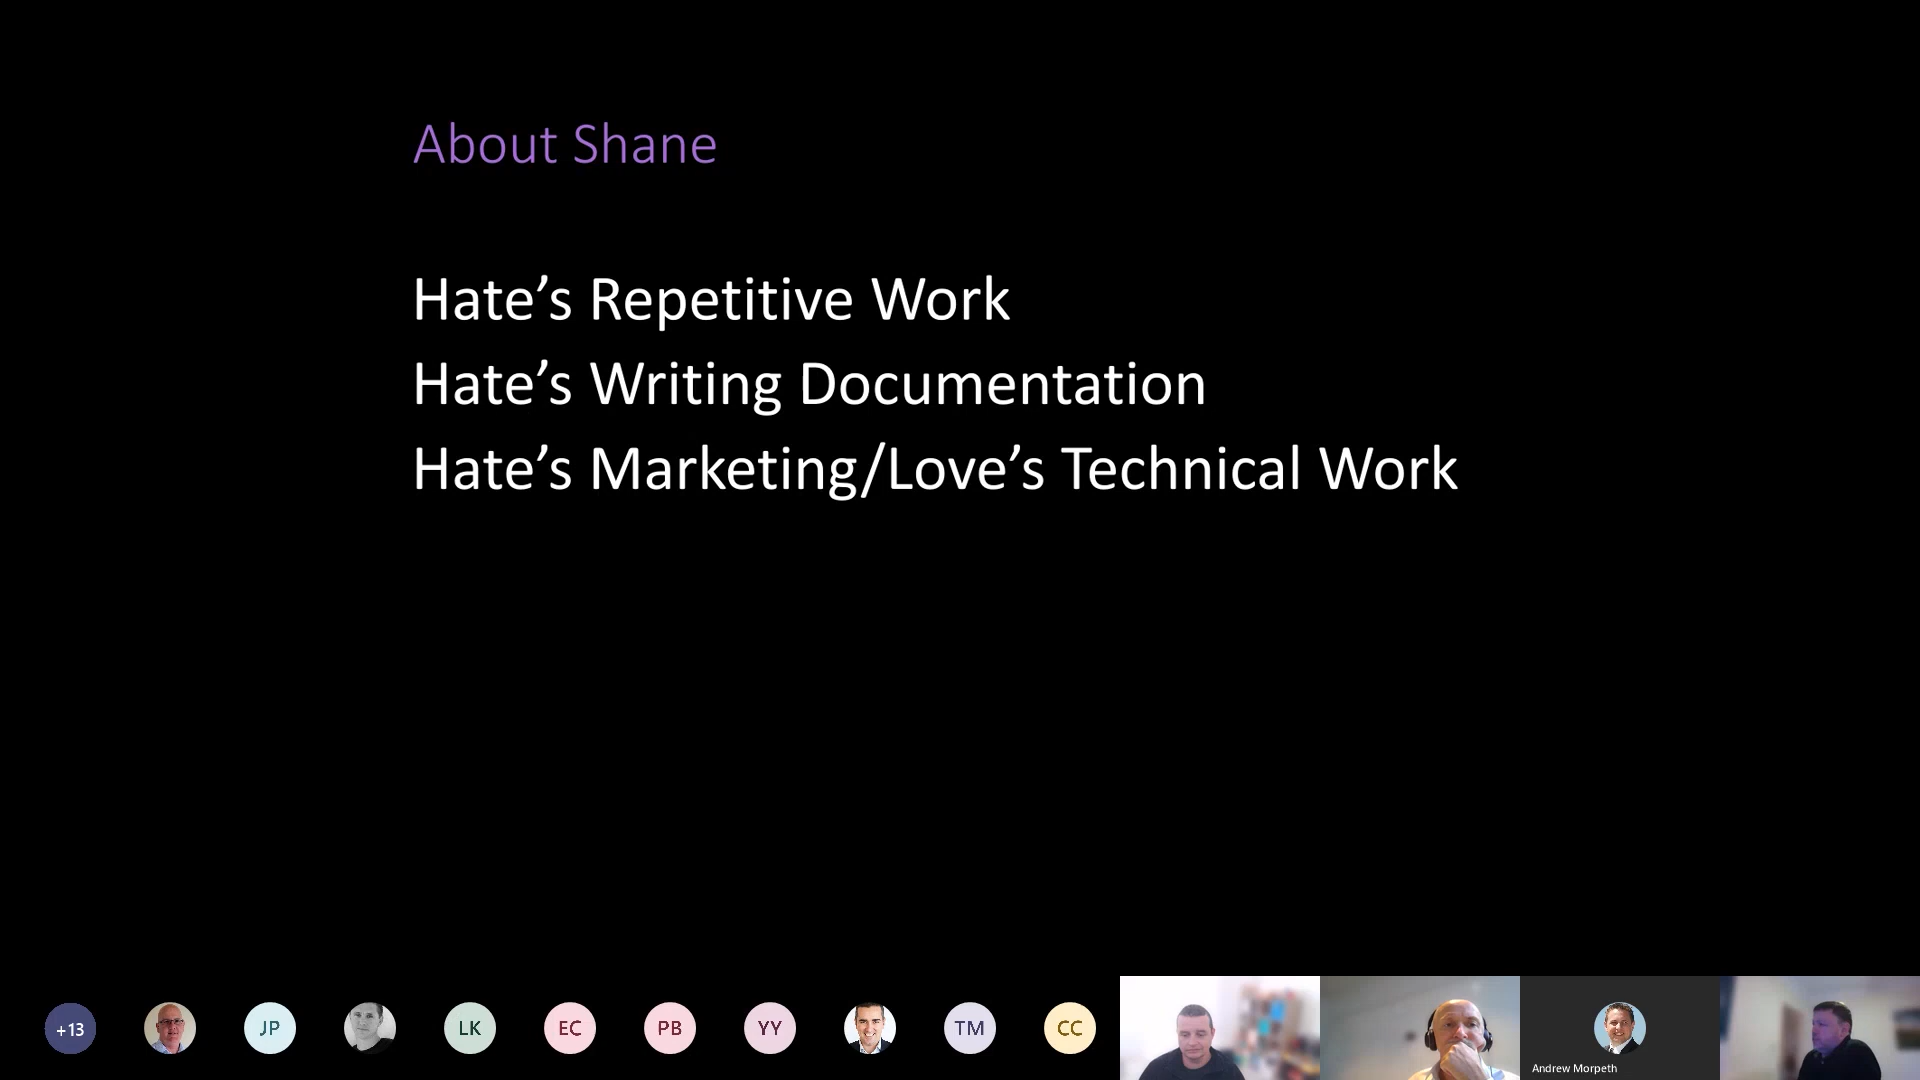 About Shane
Hate’s Repetitive Work
Hate’s Writing Documentation
Hate’s Marketing/Love’s Technical Work
+13
JP
LK
EC
PB
YY
TM
CC
Andrew Morpeth